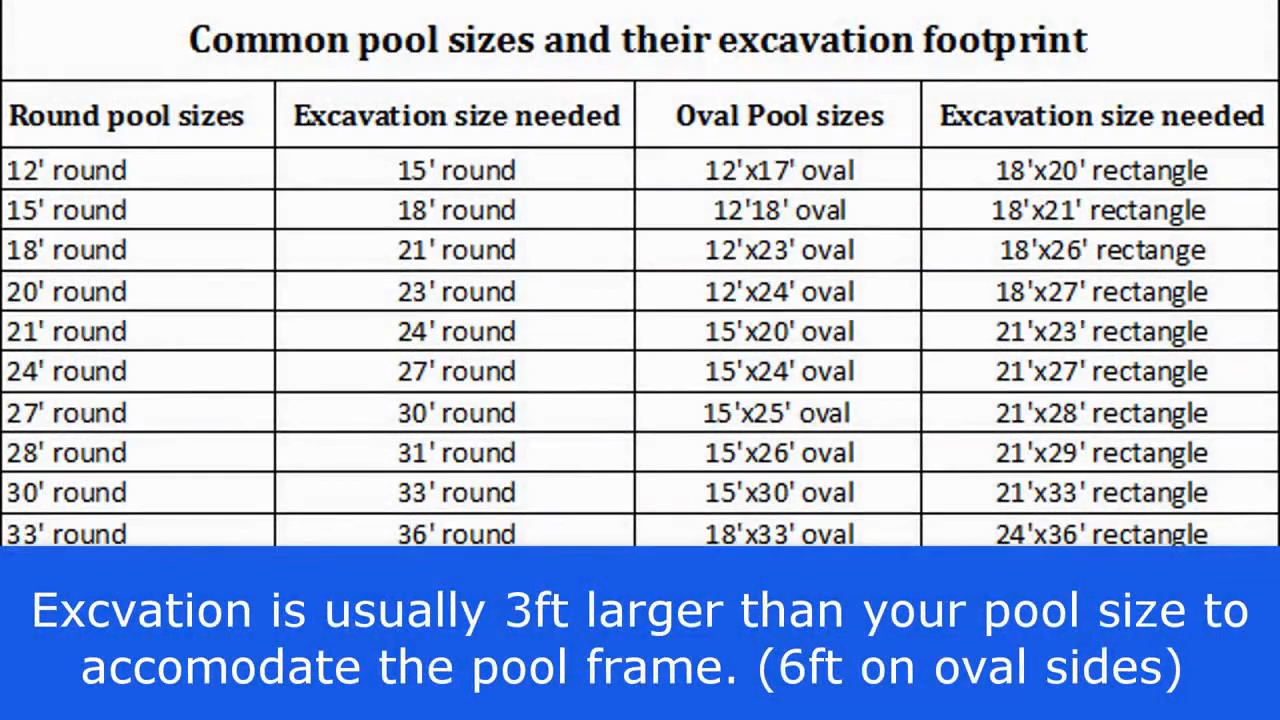 Common pool sizes and their excavation footprint
Round pool sizes Excavation size needed Oval Pool sizes Excavation size needed
12' round 15' round 12'x17' oval 18'x20' rectangle
15' round 18' round 12'18' oval 18'x21' rectangle
18' round 21' round 12'x23' oval 18'x26' rectange
20' round 23' round 12'x24' oval 18'x27' rectangle
21' round 24' round 15'x20' oval 21'x23' rectangle
24' round 27' round 15'x24' oval 21'x27' rectangle
27' round 30' round 15'x25' oval 21'x28' rectangle
28' round 31' round 15'x26' oval 21'x29' rectangle
30' round 33' round 15'x30' oval 21'x33' rectangle
33' round 36' round 18'x33' oval 24'x36' rectangle
Excvation is usually 3ft larger than your pool size to
accomodate the pool frame. (6ft on oval sides)